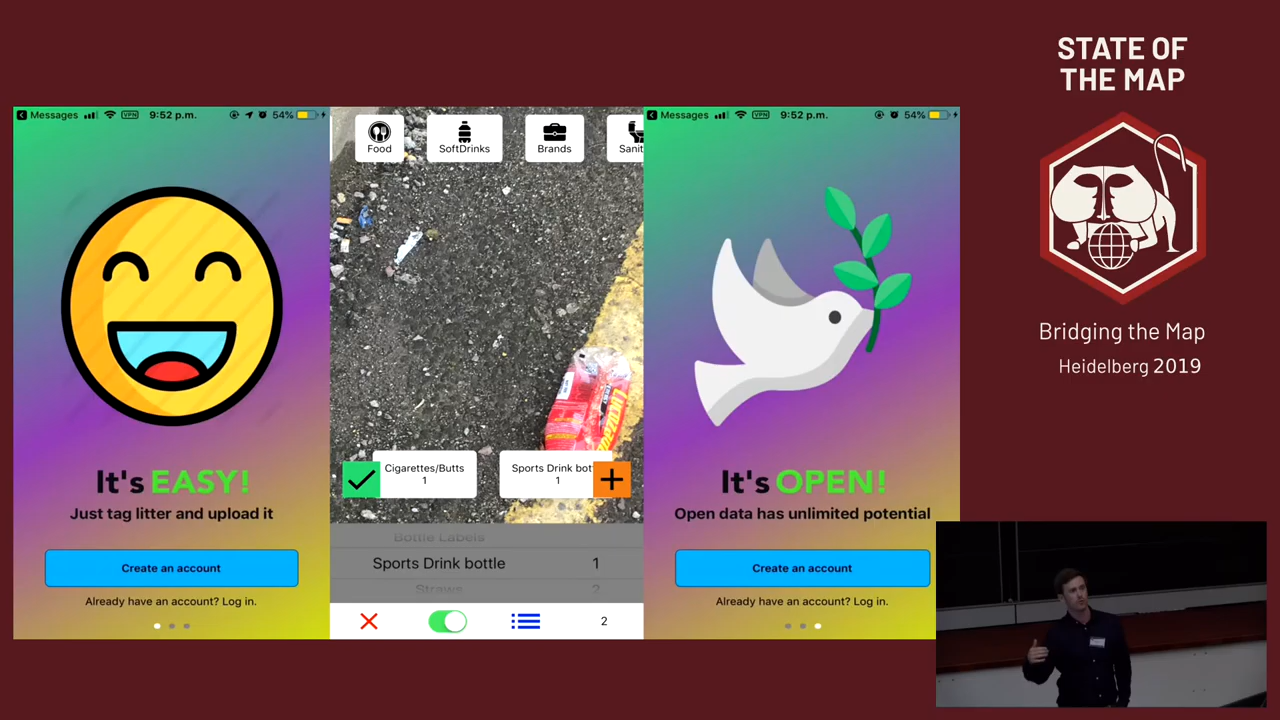 STATE OF
THE MAP
Bridging the Map
Heidelberg 2019
Messages VPN 9:52 p.m. 54%
It's EASY!
Just tag litter and upload it
Create an account
Already have an account? Log in.
Food SoftDrinks Brands Sanit
LUCOZADE
Cigarettes/Butts
1
Sports Drink bot
1
Bottle Labels
Sports Drink bottle 1
Straws 2
2
Messages VPN 9:52 p.m. 54%
It's OPEN!
Open data has unlimited potential
Create an account
Already have an account? Log in.